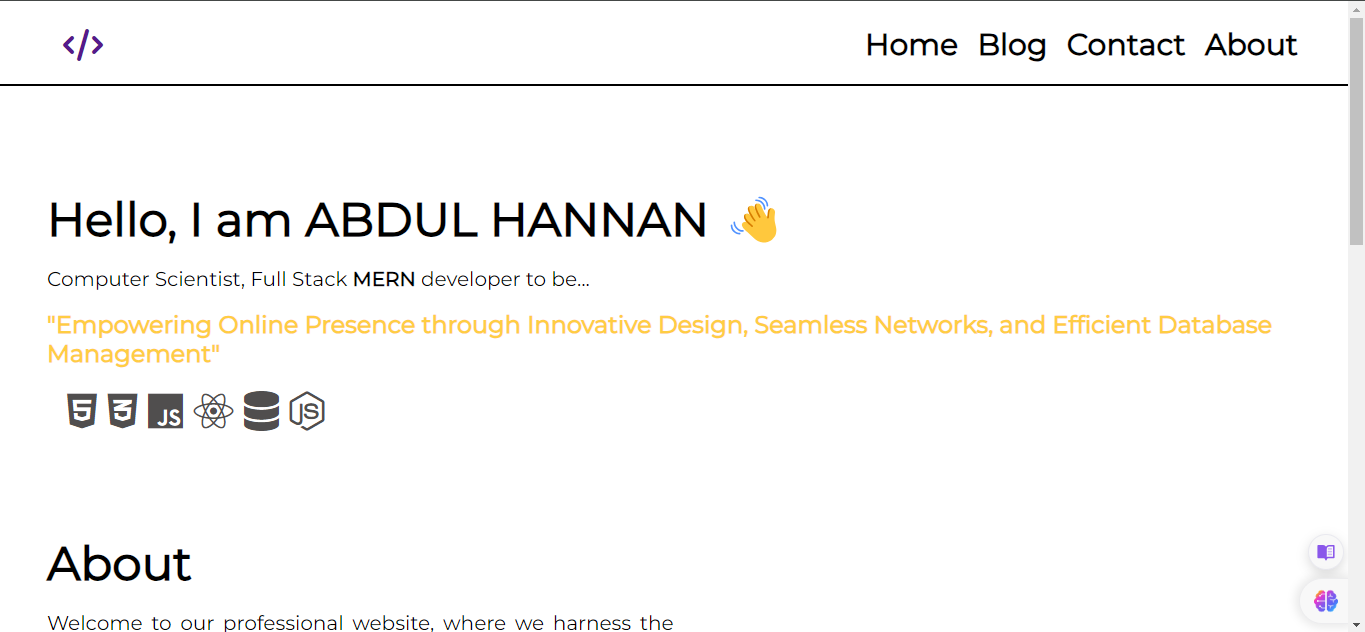 </>
Home Blog Contact About
Hello, I am ABDUL HANNAN 👋
Computer Scientist, Full Stack MERN developer to be...
"Empowering Online Presence through Innovative Design, Seamless Networks, and Efficient Database
Management"
5 3 JS JS
About
Welcome to our professional website, where we harness the